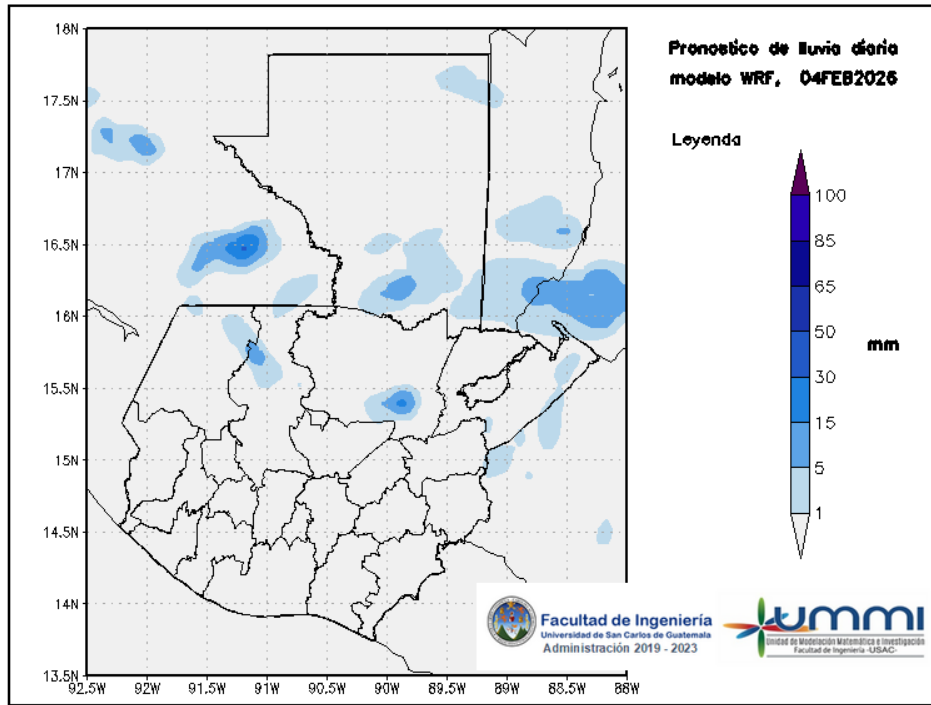 Pronostico de lluvia diaria
modelo WRF, 04FEB2026
Leyenda
100
85
65
50
30
15
5
1
mm
18N
17.5N
17N
16.5N
16N
15.5N
15N
14.5N
14N
13.5N
92.5W
92W
91.5W
91W
90.5W
90W
89.5W
89W
88.5W
88W
Facultad de Ingeniería
Universidad de San Carlos de Guatemala
Administración 2019 - 2023
UMMI
Unidad de Modelación Matemática e Investigación
Facultad de Ingeniería -USAC-